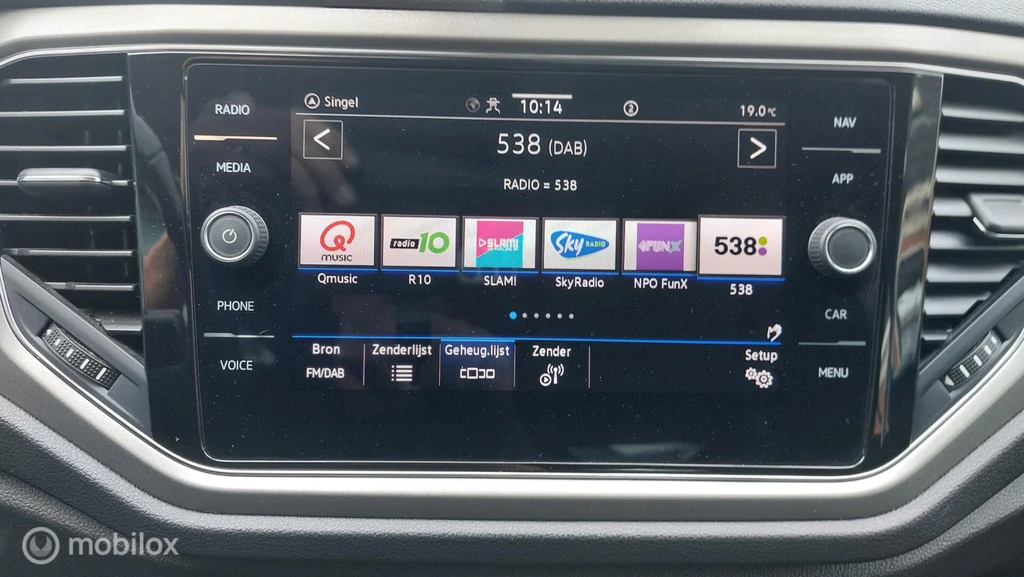 RADIO
MEDIA
PHONE
VOICE
Singel
10:14
2
19.0°C
<
538 (DAB)
>
RADIO = 538
Q
MUSIC
radio 10
SLAM!
Sky RADIO
FUNX
538
Qmusic
R10
SLAM!
SkyRadio
NPO FunX
538
Bron
FM/DAB
Zenderlijst
Geheug.lijst
Zender
Setup
NAV
APP
CAR
MENU
mobilox